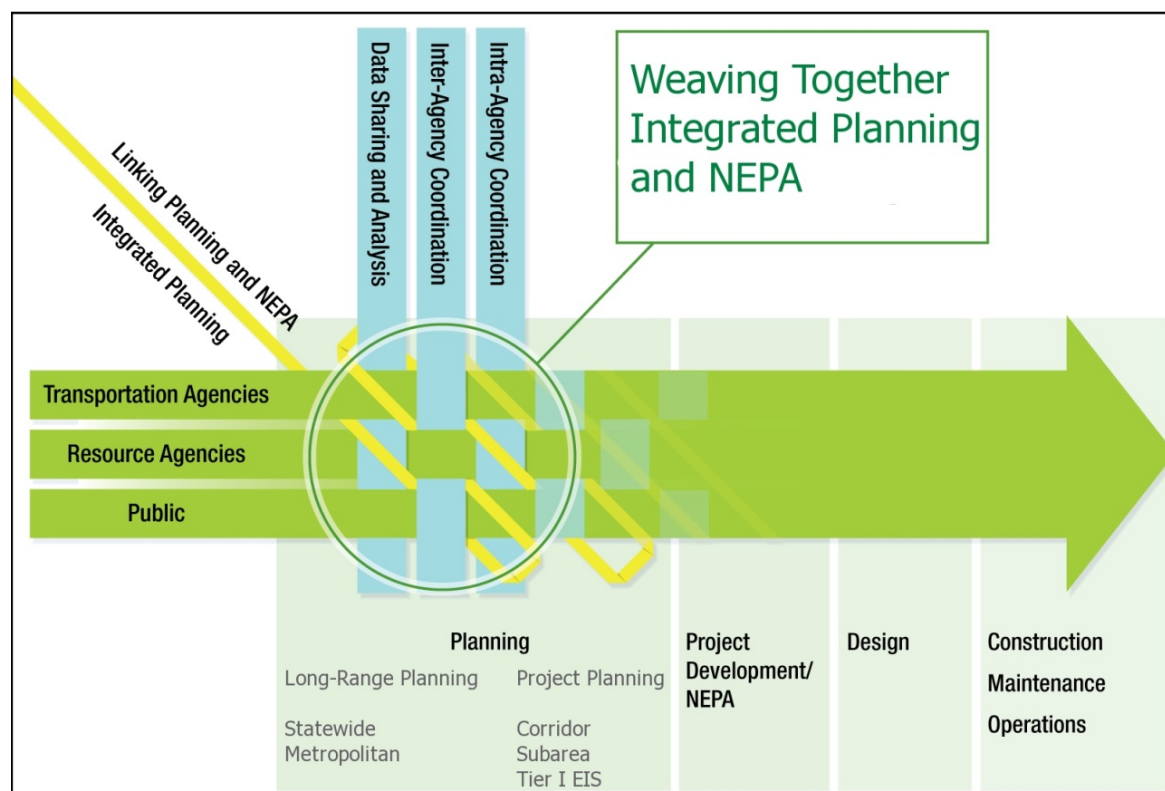 Data Sharing and Analysis
Inter-Agency Coordination
Intra-Agency Coordination
Weaving Together
Integrated Planning
and NEPA
Linking Planning and NEPA
Integrated Planning
Transportation Agencies
Resource Agencies
Public
Planning
Long-Range Planning
Statewide
Metropolitan
Project Planning
Corridor
Subarea
Tier I EIS
Project
Development/
NEPA
Design
Construction
Maintenance
Operations